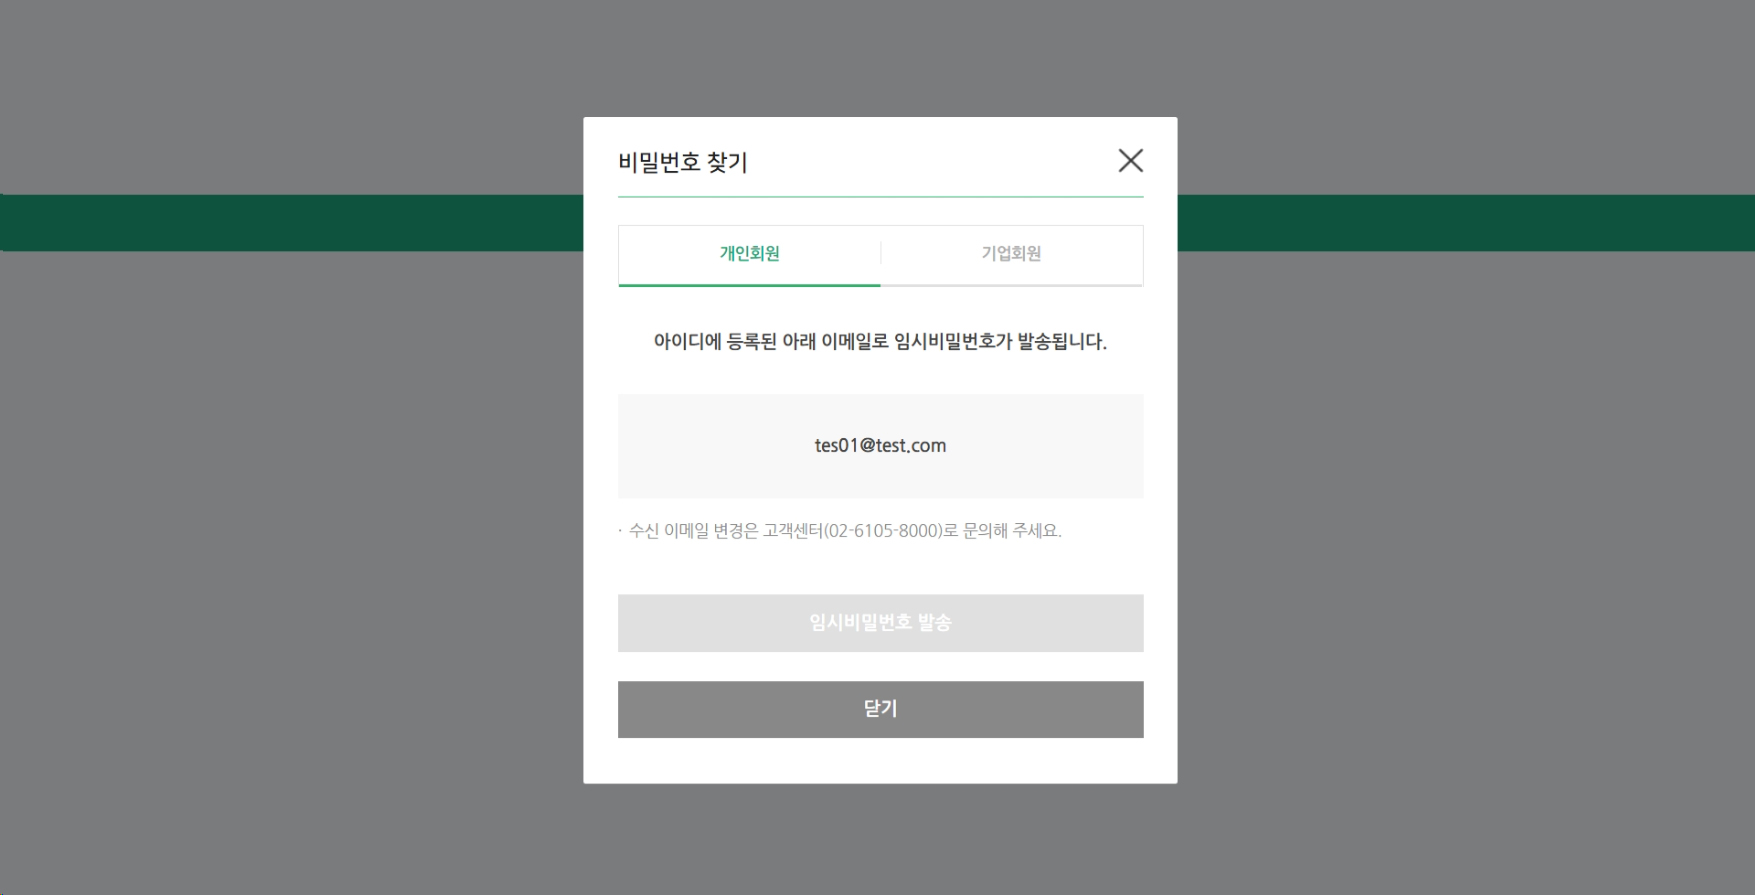 비밀번호 찾기
개인회원
기업회원
아이디에 등록된 아래 이메일로 임시비밀번호가 발송됩니다.
tes01@test.com
· 수신 이메일 변경은 고객센터(02-6105-8000)로 문의해 주세요.
임시비밀번호 발송
닫기